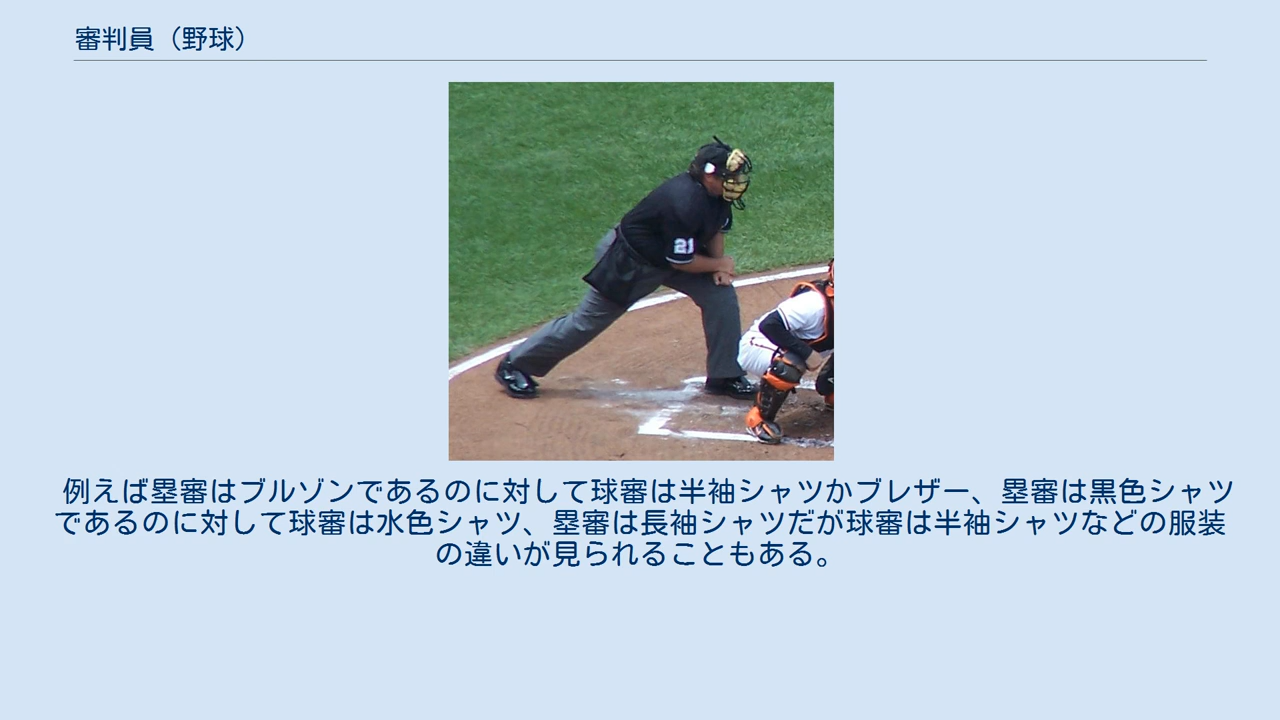 審判員（野球）
21
例えば塁審はブルゾンであるのに対して球審は半袖シャツかブレザー、塁審は黒色シャツ
であるのに対して球審は水色シャツ、塁審は長袖シャツだが球審は半袖シャツなどの服装
の違いが見られることもある。